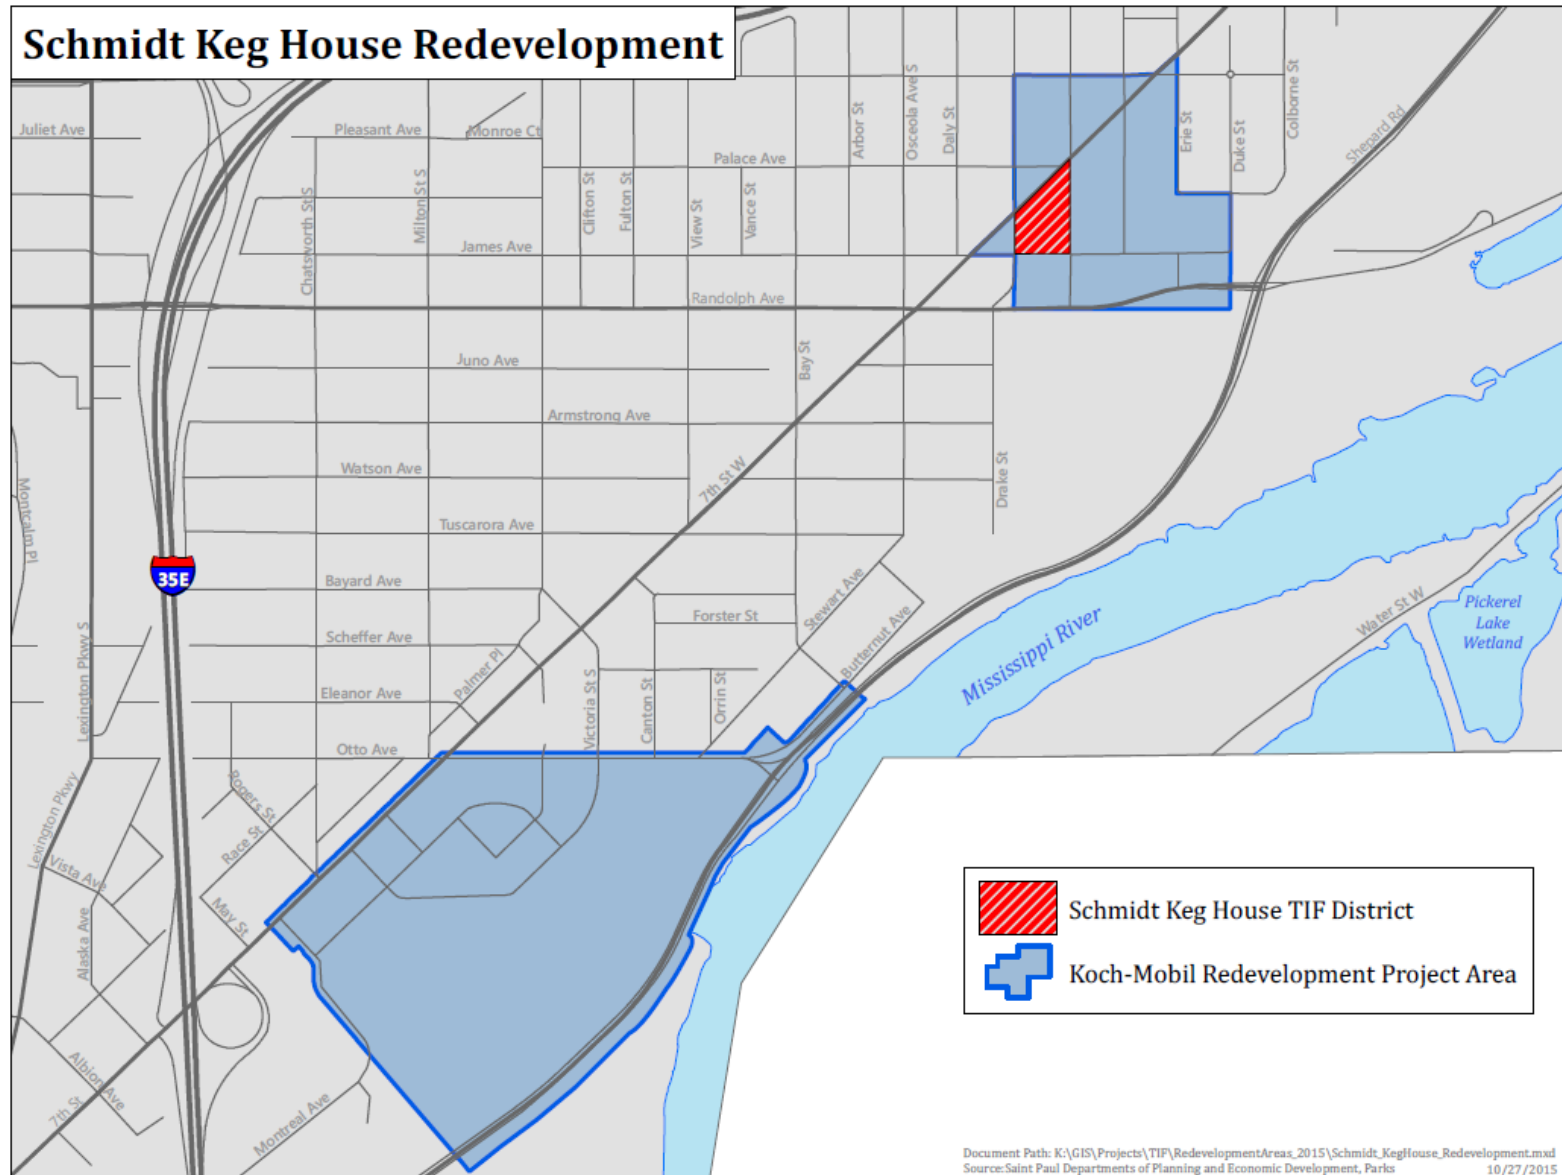 Schmidt Keg House Redevelopment
Juliet Ave
Pleasant Ave
Monroe Ct
Palace Ave
Arbor St
Osceola Ave S
Daly St
Erie St
Duke St
Colborne St
Shepard Rd
Chatsworth St S
Milton St S
Clifton St
Fulton St
View St
Vance St
James Ave
Randolph Ave
Juno Ave
Bay St
Armstrong Ave
Watson Ave
7th St W
Drake St
Montcalm Pl
Tuscarora Ave
35E
Bayard Ave
Forster St
Stewart Ave
Butternut Ave
Mississippi River
Water St W
Pickerel
Lake
Wetland
Scheffer Ave
Lexington Pkwy S
Palmer Pl
Eleanor Ave
Victoria St S
Canton St
Orrin St
Otto Ave
Lexington Pkwy
Rogers St
Race St
Vista Ave
May St
Alaska Ave
Albion Ave
7th St
Montreal Ave
Schmidt Keg House TIF District
Koch-Mobil Redevelopment Project Area
Document Path: K:\GIS\Projects\TIF\RedevelopmentAreas_2015\Schmidt_KegHouse_Redevelopment.mxd
Source:Saint Paul Departments of Planning and Economic Development, Parks
10/27/2015